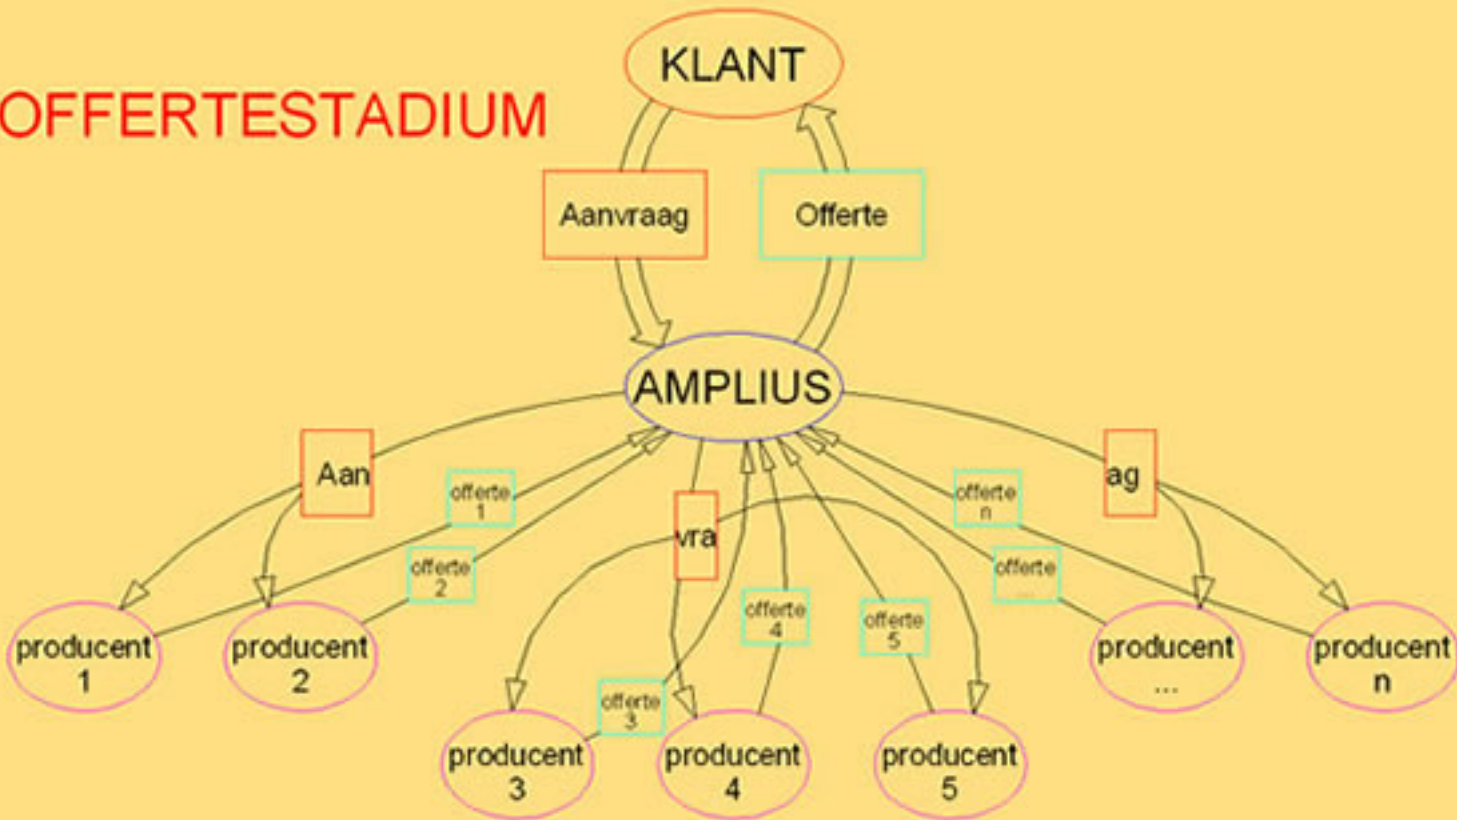 KLANT
OFFERTESTADIUM
Aanvraag
Offerte
AMPLIUS
Aan
ag
offerte
1
offerte
n
vra
offerte
2
offerte
...
offerte
4
offerte
5
producent
1
producent
2
producent
...
producent
n
offerte
3
producent
3
producent
4
producent
5